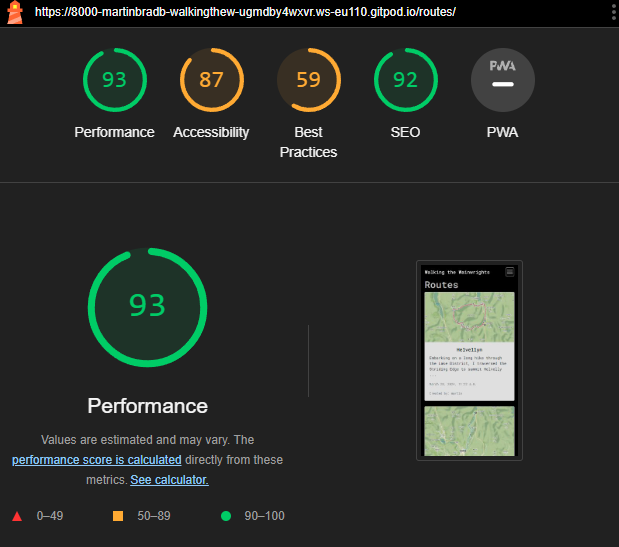 https://8000-martinbradb-walkingthew-ugmdby4wxvr.ws-eu110.gitpod.io/routes/
93
87
59
92
PWA
Performance
Accessibility
Best
Practices
SEO
PWA
93
Performance
Values are estimated and may vary. The
performance score is calculated directly from these
metrics. See calculator.
0–49
50–89
90–100
Walking the Wainwrights
Routes
Helvellyn
Embarking on a long hike through
the Lake District, I traversed the
Striding Edge to summit Helvelly